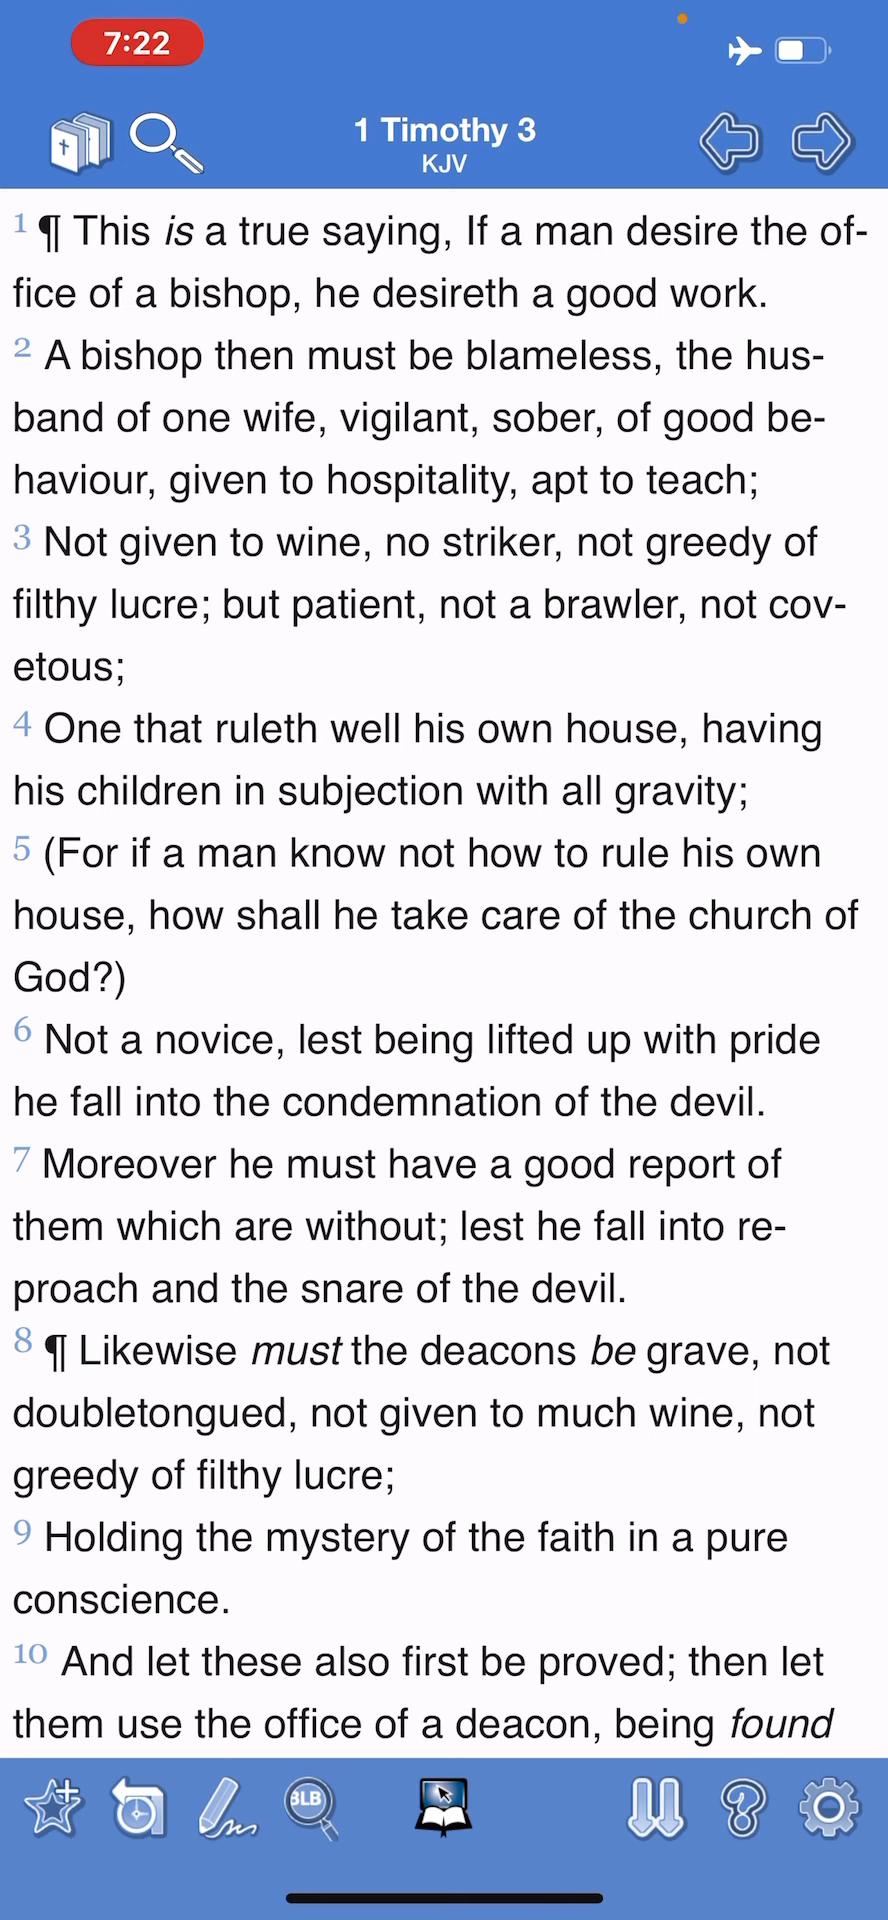 7:22
1 Timothy 3
KJV
1 ¶ This is a true saying, If a man desire the of-
fice of a bishop, he desireth a good work.
2 A bishop then must be blameless, the hus-
band of one wife, vigilant, sober, of good be-
haviour, given to hospitality, apt to teach;
3 Not given to wine, no striker, not greedy of
filthy lucre; but patient, not a brawler, not cov-
etous;
4 One that ruleth well his own house, having
his children in subjection with all gravity;
5 (For if a man know not how to rule his own
house, how shall he take care of the church of
God?)
6 Not a novice, lest being lifted up with pride
he fall into the condemnation of the devil.
7 Moreover he must have a good report of
them which are without; lest he fall into re-
proach and the snare of the devil.
8 ¶ Likewise must the deacons be grave, not
doubletongued, not given to much wine, not
greedy of filthy lucre;
9 Holding the mystery of the faith in a pure
conscience.
10 And let these also first be proved; then let
them use the office of a deacon, being found
BLB